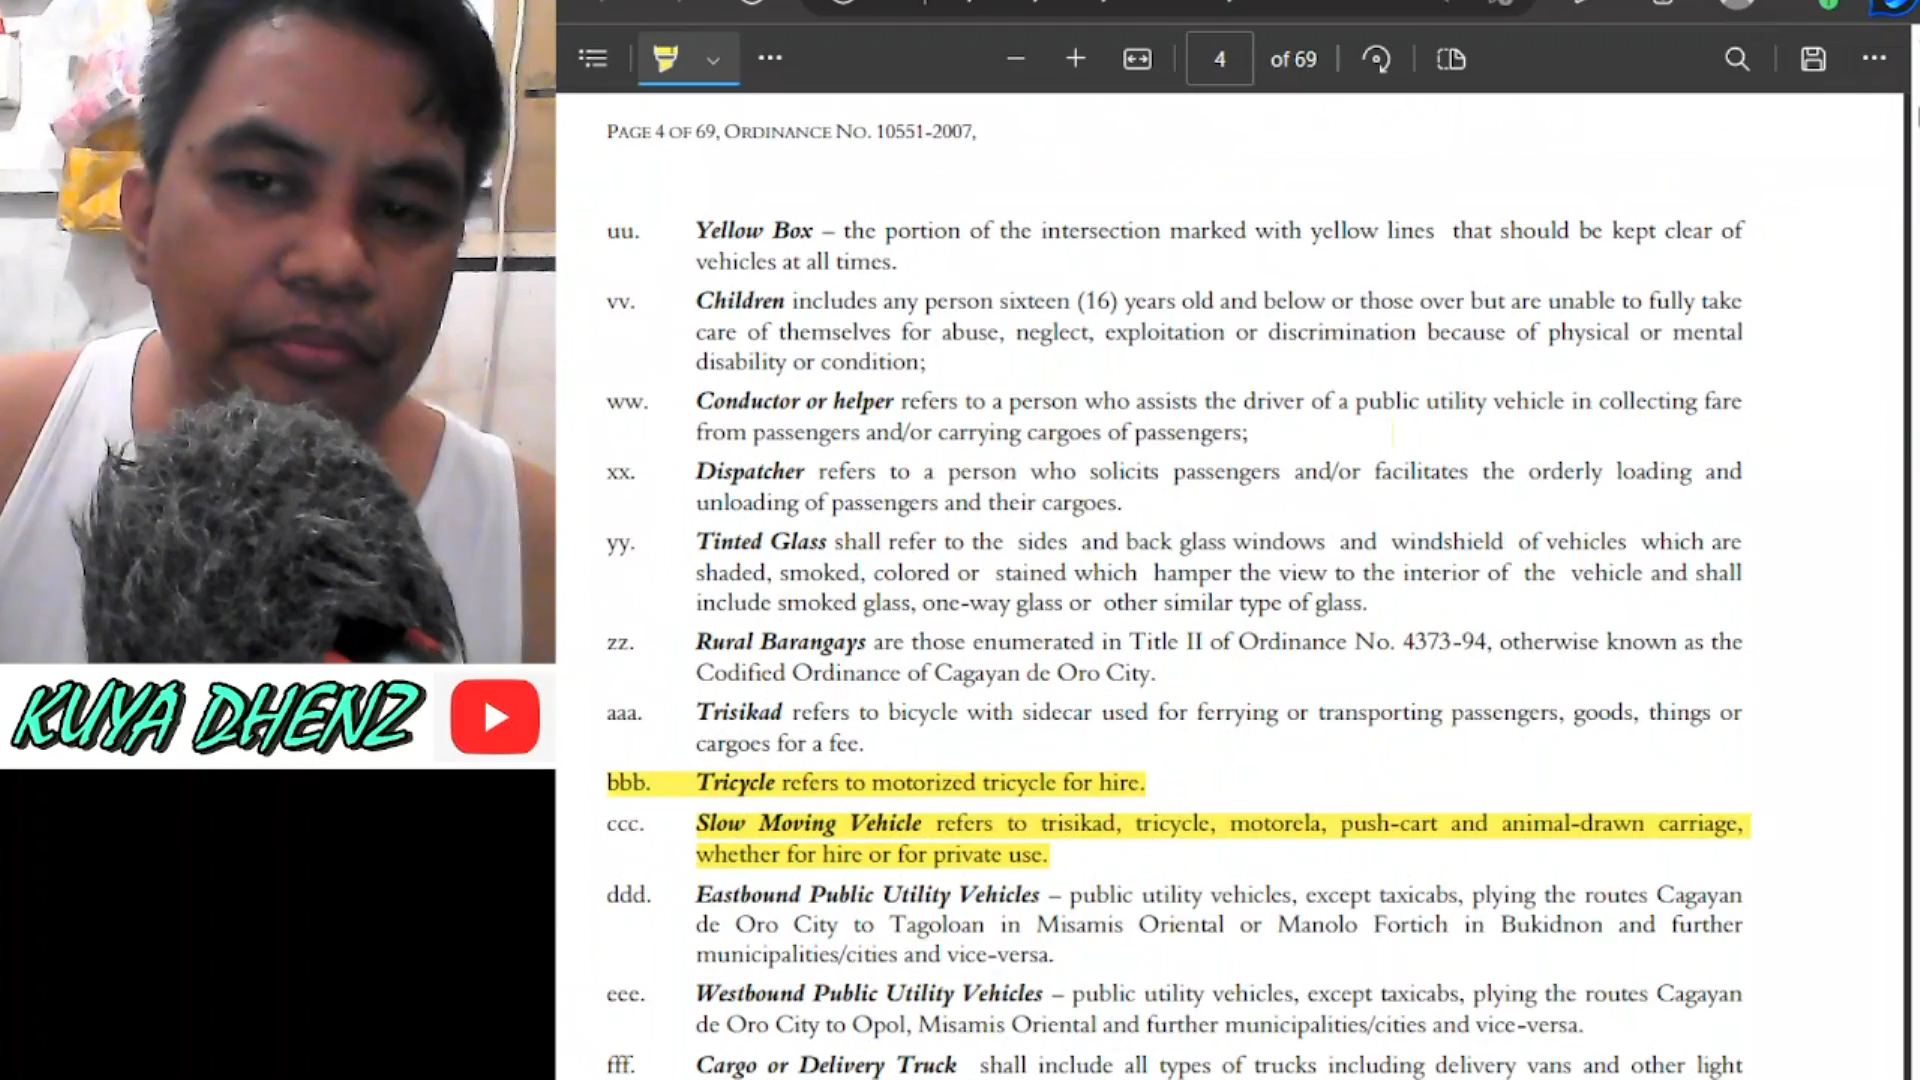 4 of 69
PAGE 4 OF 69, ORDINANCE NO. 10551-2007,
uu. Yellow Box – the portion of the intersection marked with yellow lines that should be kept clear of
vehicles at all times.
vv. Children includes any person sixteen (16) years old and below or those over but are unable to fully take
care of themselves for abuse, neglect, exploitation or discrimination because of physical or mental
disability or condition;
ww. Conductor or helper refers to a person who assists the driver of a public utility vehicle in collecting fare
from passengers and/or carrying cargoes of passengers;
xx. Dispatcher refers to a person who solicits passengers and/or facilitates the orderly loading and
unloading of passengers and their cargoes.
yy. Tinted Glass shall refer to the sides and back glass windows and windshield of vehicles which are
shaded, smoked, colored or stained which hamper the view to the interior of the vehicle and shall
include smoked glass, one-way glass or other similar type of glass.
zz. Rural Barangays are those enumerated in Title II of Ordinance No. 4373-94, otherwise known as the
Codified Ordinance of Cagayan de Oro City.
aaa. Trisikad refers to bicycle with sidecar used for ferrying or transporting passengers, goods, things or
cargoes for a fee.
bbb. Tricycle refers to motorized tricycle for hire.
ccc. Slow Moving Vehicle refers to trisikad, tricycle, motorela, push-cart and animal-drawn carriage,
whether for hire or for private use.
ddd. Eastbound Public Utility Vehicles – public utility vehicles, except taxicabs, plying the routes Cagayan
de Oro City to Tagoloan in Misamis Oriental or Manolo Fortich in Bukidnon and further
municipalities/cities and vice-versa.
eee. Westbound Public Utility Vehicles – public utility vehicles, except taxicabs, plying the routes Cagayan
de Oro City to Opol, Misamis Oriental and further municipalities/cities and vice-versa.
fff. Cargo or Delivery Truck shall include all types of trucks including delivery vans and other light
KUYA DHENZ